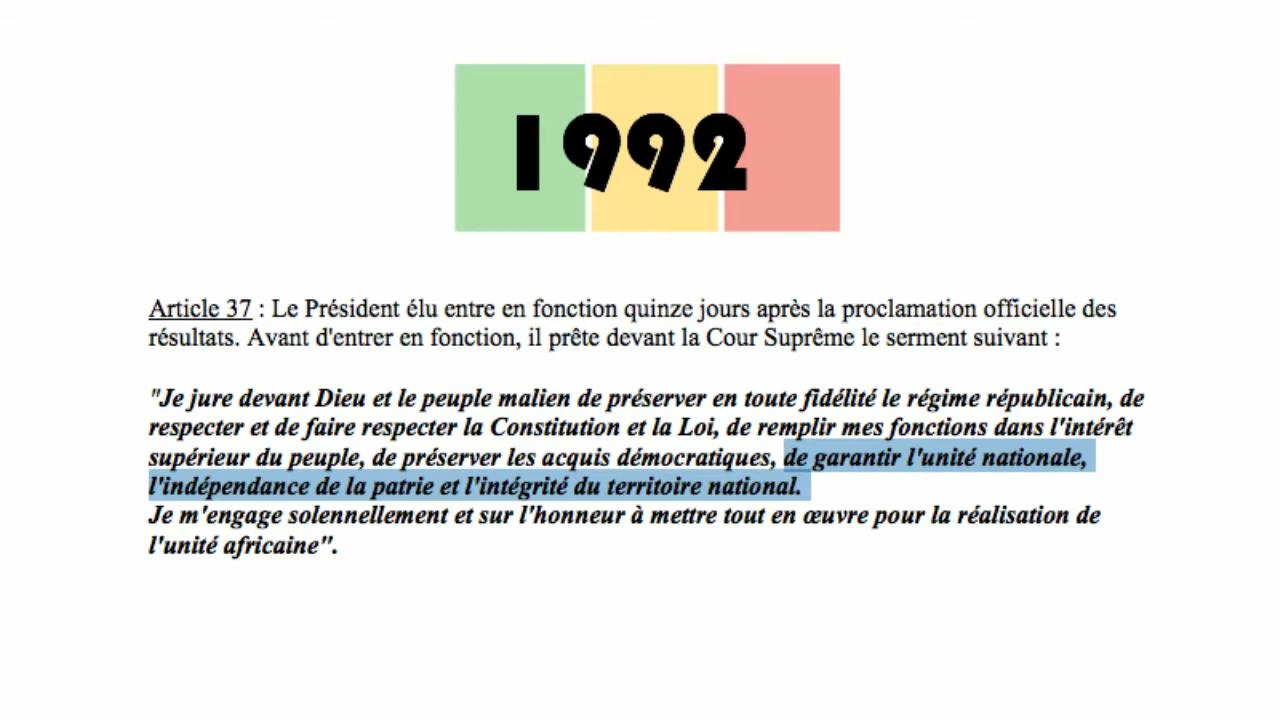 1992
Article 37 : Le Président élu entre en fonction quinze jours après la proclamation officielle des
résultats. Avant d'entrer en fonction, il prête devant la Cour Suprême le serment suivant :
"Je jure devant Dieu et le peuple malien de préserver en toute fidélité le régime républicain, de
respecter et de faire respecter la Constitution et la Loi, de remplir mes fonctions dans l'intérêt
supérieur du peuple, de préserver les acquis démocratiques, de garantir l'unité nationale,
l'indépendance de la patrie et l'intégrité du territoire national.
Je m'engage solennellement et sur l'honneur à mettre tout en œuvre pour la réalisation de
l'unité africaine".